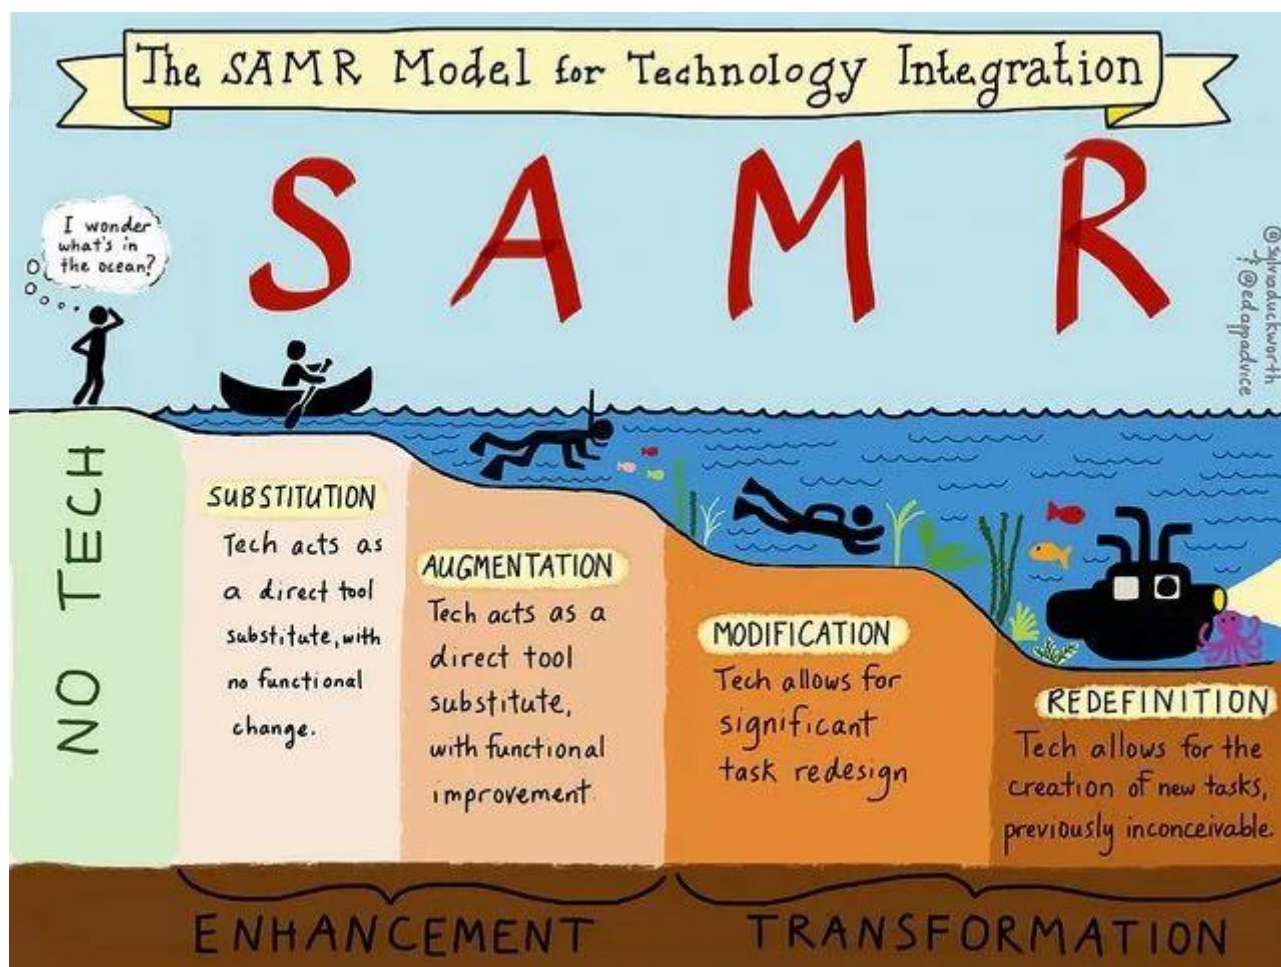 The SAMR Model for Technology Integration
S A M R
I wonder
what's in
the ocean?
@sylviaduckworth
& @edappadvice
NO TECH
SUBSTITUTION
Tech acts as
a direct tool
substitute, with
no functional
change.
AUGMENTATION
Tech acts as a
direct tool
substitute,
with functional
improvement
MODIFICATION
Tech allows for
significant
task redesign
REDEFINITION
Tech allows for the
creation of new tasks,
previously inconceivable.
ENHANCEMENT
TRANSFORMATION